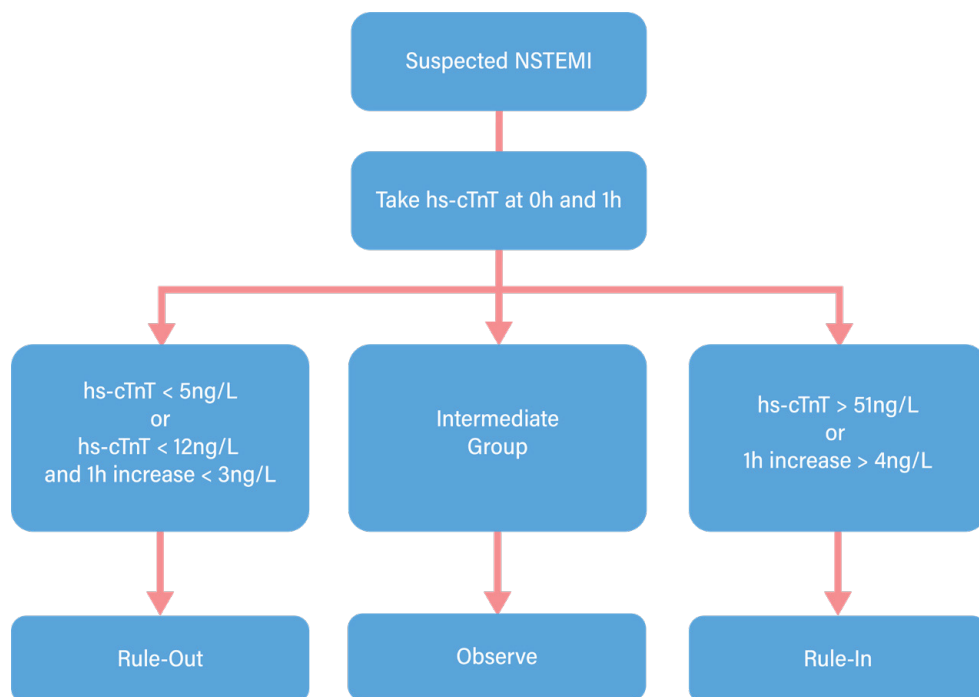 Suspected NSTEMI
Take hs-cTnT at 0h and 1h
hs-cTnT < 5ng/L
or
hs-cTnT < 12ng/L
and 1h increase < 3ng/L
Intermediate
Group
hs-cTnT > 51ng/L
or
1h increase > 4ng/L
Rule-Out
Observe
Rule-In